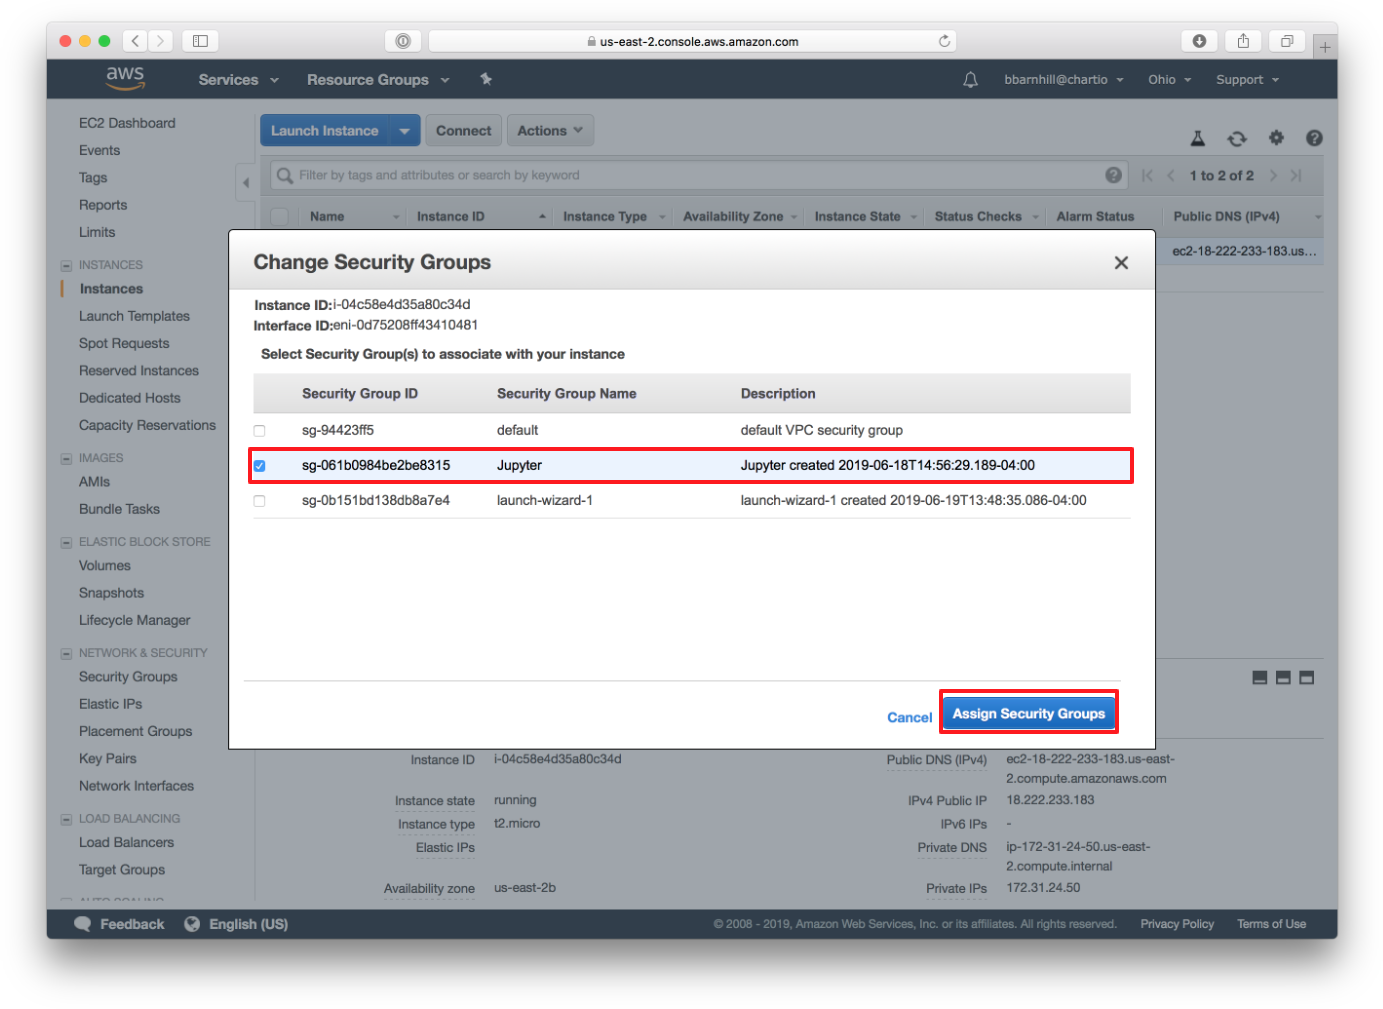 us-east-2.console.aws.amazon.com
aws Services Resource Groups bbarnhill@chartio Ohio Support
EC2 Dashboard
Events
Tags
Reports
Limits
INSTANCES
Instances
Launch Templates
Spot Requests
Reserved Instances
Dedicated Hosts
Capacity Reservations
IMAGES
AMIs
Bundle Tasks
ELASTIC BLOCK STORE
Volumes
Snapshots
Lifecycle Manager
NETWORK & SECURITY
Security Groups
Elastic IPs
Placement Groups
Key Pairs
Network Interfaces
LOAD BALANCING
Load Balancers
Target Groups
AUTO SCALING
Launch Instance Connect Actions
Filter by tags and attributes or search by keyword 1 to 2 of 2
Name Instance ID Instance Type Availability Zone Instance State Status Checks Alarm Status Public DNS (IPv4)
ec2-18-222-233-183.us...
Change Security Groups
Instance ID:i-04c58e4d35a80c34d
Interface ID:eni-0d75208ff43410481
Select Security Group(s) to associate with your instance
Security Group ID Security Group Name Description
sg-94423ff5 default default VPC security group
sg-061b0984be2be8315 Jupyter Jupyter created 2019-06-18T14:56:29.189-04:00
sg-0b151bd138db8a7e4 launch-wizard-1 launch-wizard-1 created 2019-06-19T13:48:35.086-04:00
Cancel Assign Security Groups
Instance ID i-04c58e4d35a80c34d
Instance state running
Instance type t2.micro
Elastic IPs
Availability zone us-east-2b
Public DNS (IPv4) ec2-18-222-233-183.us-east-
2.compute.amazonaws.com
IPv4 Public IP 18.222.233.183
IPv6 IPs -
Private DNS ip-172-31-24-50.us-east-
2.compute.internal
Private IPs 172.31.24.50
Feedback English (US) © 2008 - 2019, Amazon Web Services, Inc. or its affiliates. All rights reserved. Privacy Policy Terms of Use